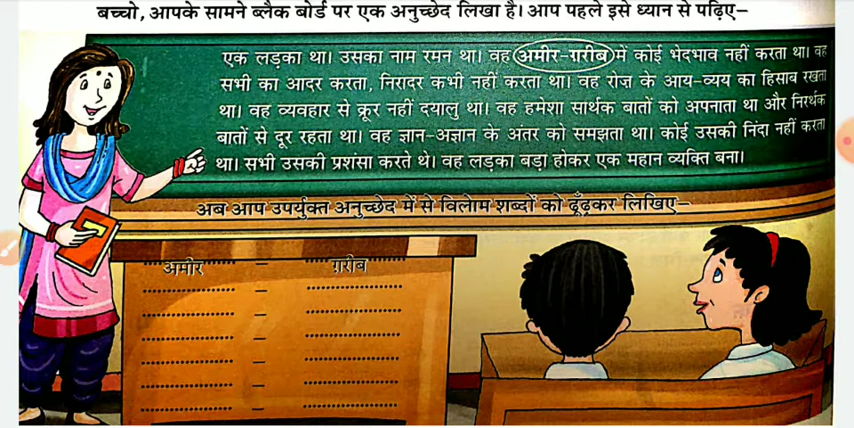 बच्चो, आपके सामने ब्लैक बोर्ड पर एक अनुच्छेद लिखा है। आप पहले इसे ध्यान से पढ़िए–
एक लड़का था। उसका नाम रमन था। वह अमीर-ग़रीब में कोई भेदभाव नहीं करता था। वह
सभी का आदर करता, निरादर कभी नहीं करता था। वह रोज के आय-व्यय का हिसाब रखता
था। वह व्यवहार से क्रूर नहीं दयालु था। वह हमेशा सार्थक बातों को अपनाता था और निरर्थक
बातों से दूर रहता था। वह ज्ञान-अज्ञान के अंतर को समझता था। कोई उसकी निंदा नहीं करता
था। सभी उसकी प्रशंसा करते थे। वह लड़का बड़ा होकर एक महान व्यक्ति बना।
अब आप उपर्युक्त अनुच्छेद में से विलोम शब्दों को ढूँढ़कर लिखिए–
अमीर – ग़रीब